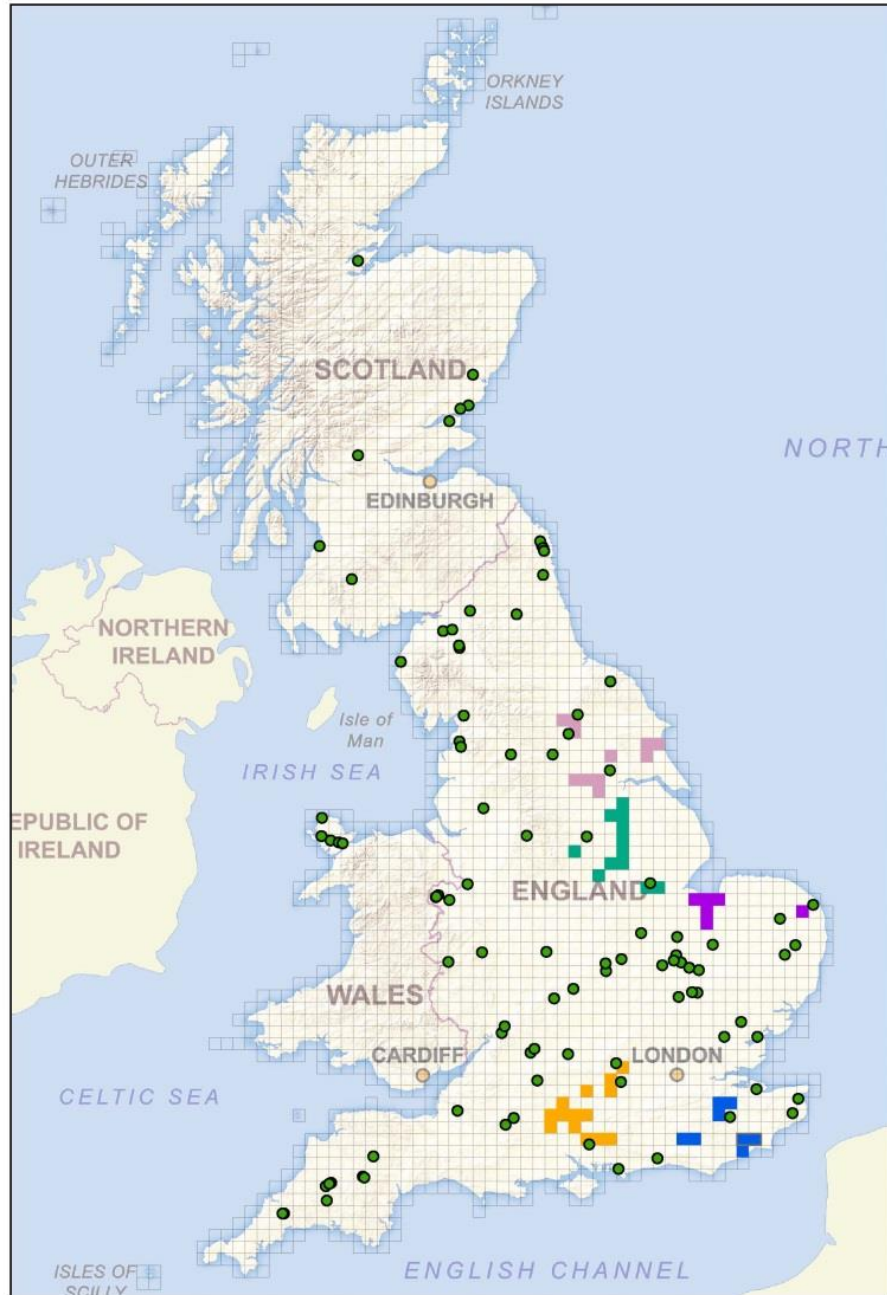 ORKNEY
ISLANDS
OUTER
HEBRIDES
SCOTLAND
NORTH
EDINBURGH
NORTHERN
IRELAND
Isle of
Man
IRISH SEA
EPUBLIC OF
IRELAND
ENGLAND
WALES
CARDIFF
LONDON
CELTIC SEA
ISLES OF
SCILLY
ENGLISH CHANNEL